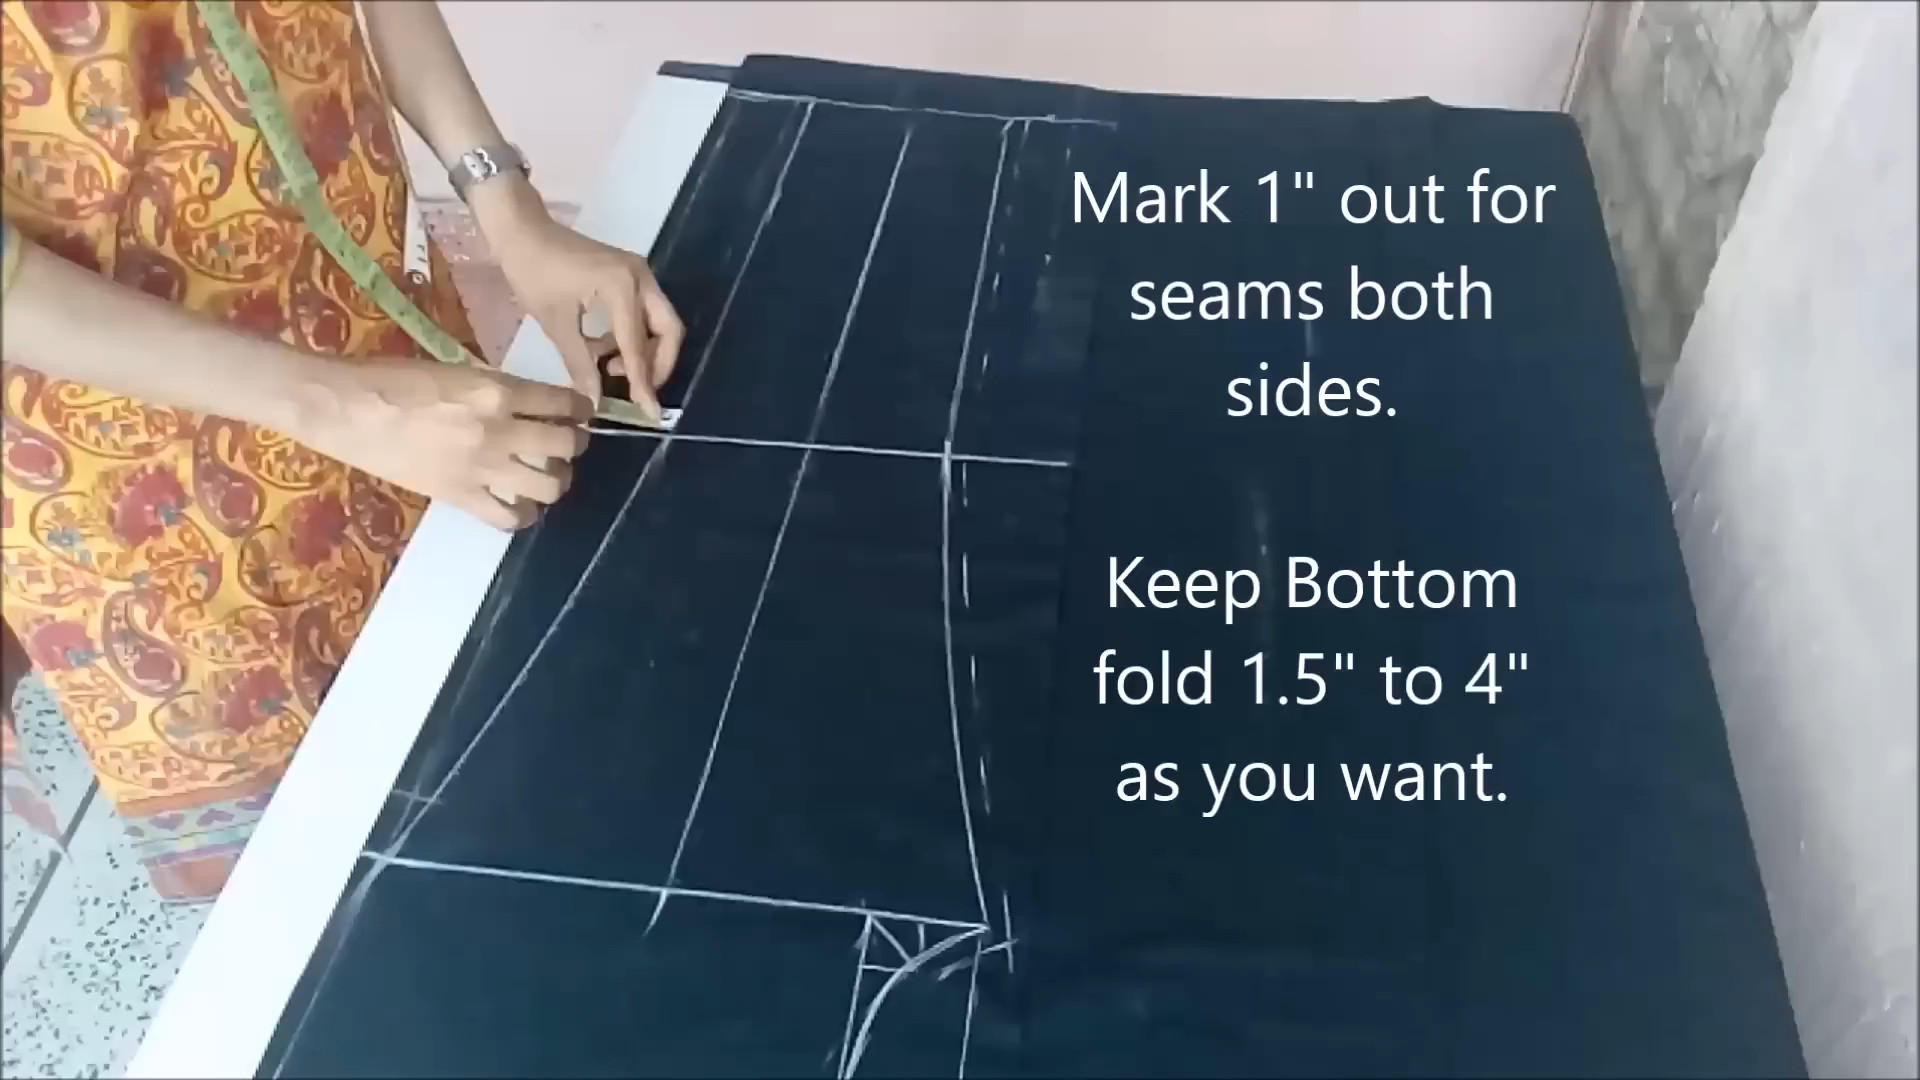 Mark 1" out for
seams both
sides.
Keep Bottom
fold 1.5" to 4"
as you want.